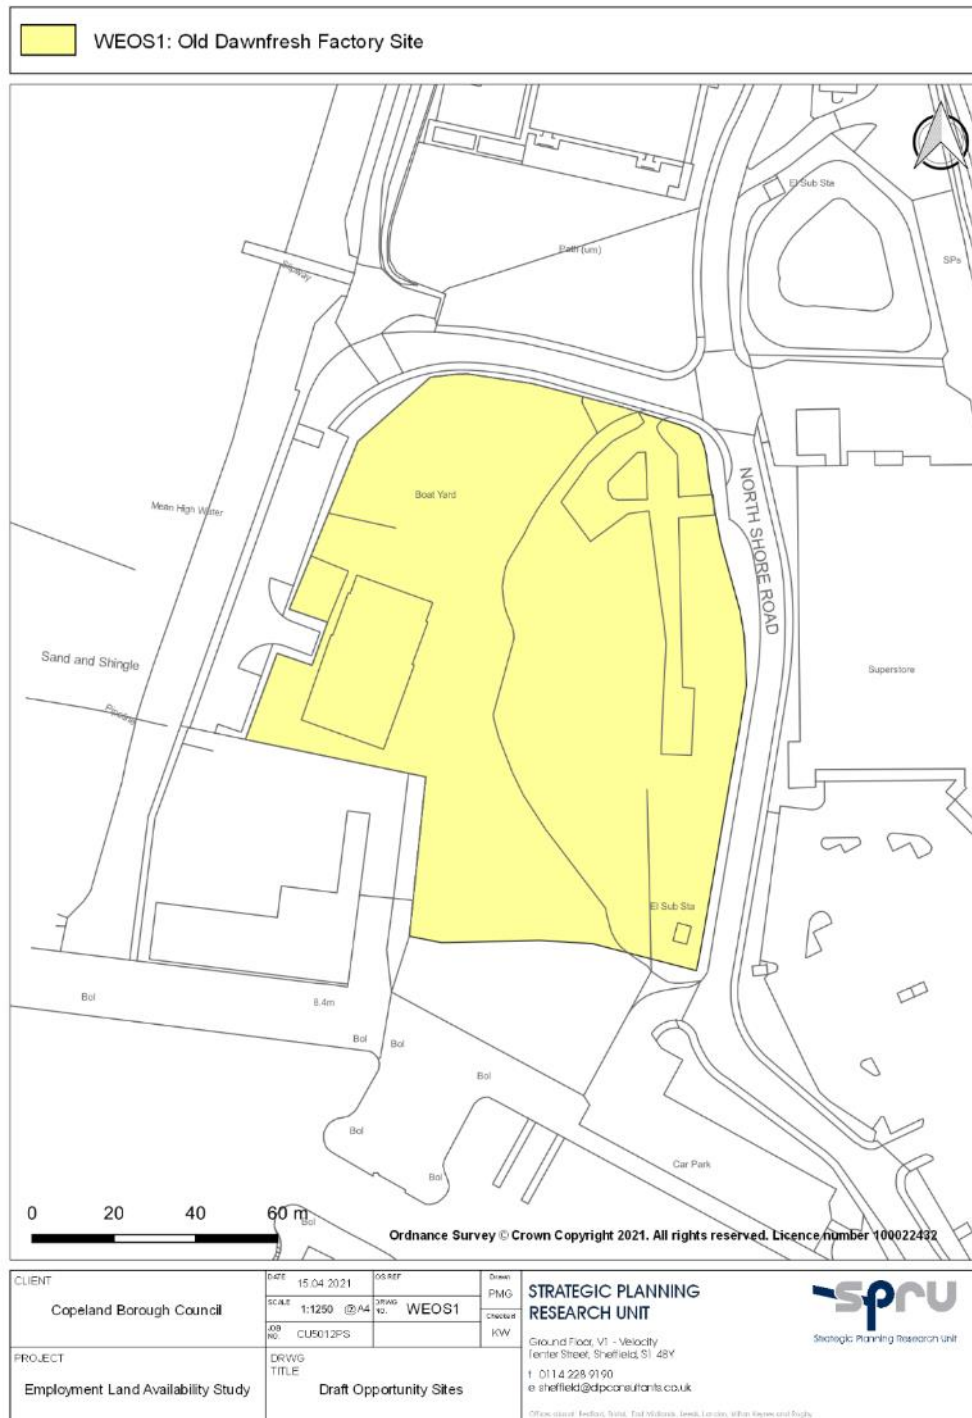 WEOS1: Old Dawnfresh Factory Site
El Sub Sta
Path (um)
SPs
Slipway
Boat Yard
Mean High Water
NORTH SHORE ROAD
Sand and Shingle
Superstore
Pipeline
El Sub Sta
Bol
8.4m
Bol
Bol
Bol
Bol
Car Park
Bol
0 20 40 60 m
Bol
Ordnance Survey © Crown Copyright 2021. All rights reserved. Licence number 100022432
CLIENT
Copeland Borough Council
DATE 15.04.2021
OS REF
Drawn
PMG
SCALE 1:1250 @A4
DRWG NO. WEOS1
Checked
KW
JOB NO. CU5012PS
PROJECT
Employment Land Availability Study
DRWG TITLE
Draft Opportunity Sites
STRATEGIC PLANNING
RESEARCH UNIT
Ground Floor, V1 - Velocity
Tenter Street, Sheffield, S1 4BY
t 0114 228 9190
e sheffield@dlpconsultants.co.uk
spru
Strategic Planning Research Unit